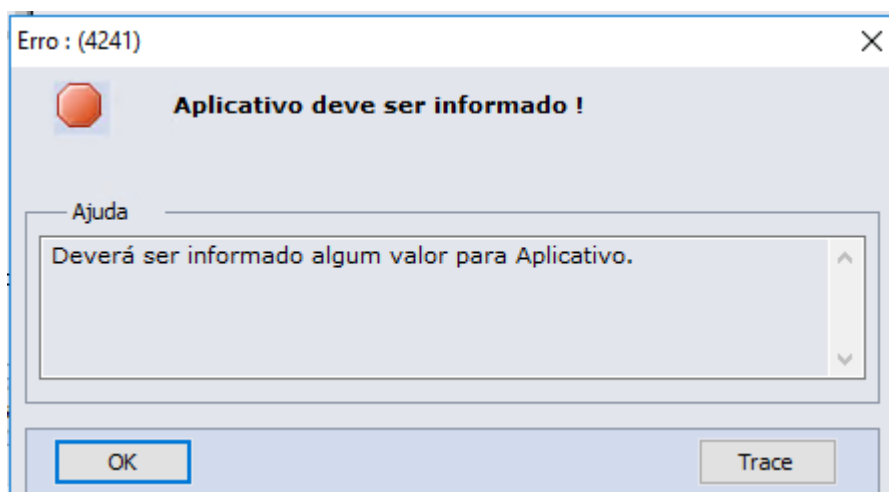 Erro : (4241)
Aplicativo deve ser informado !
Ajuda
Deverá ser informado algum valor para Aplicativo.
OK
Trace